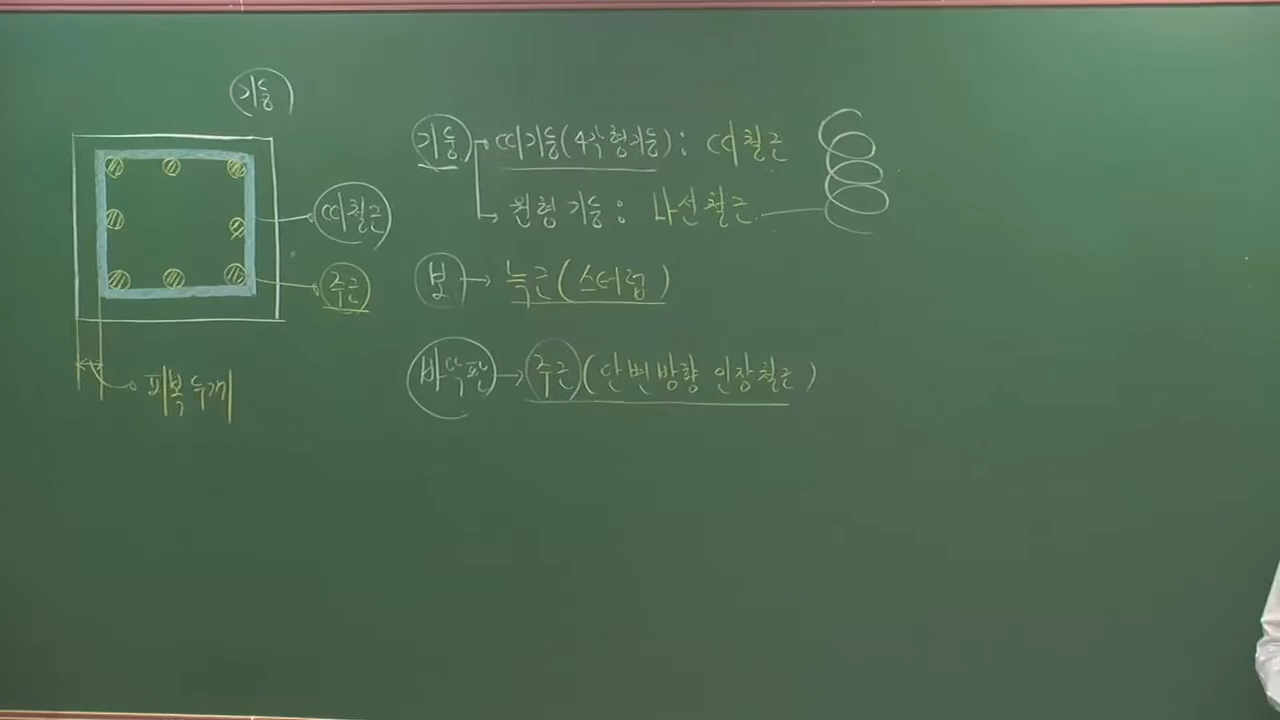 기둥
띠철근
주근
피복두께
기둥 → 띠기둥(4각형기둥) : 띠철근
→ 원형기둥 : 나선철근
보 → 늑근(스터럽)
바닥판 → 주근(단변방향 인장철근)